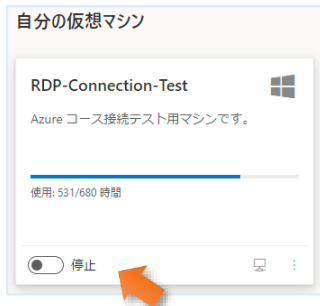 自分の仮想マシン
RDP-Connection-Test
Azure コース接続テスト用マシンです。
使用: 531/680 時間
停止